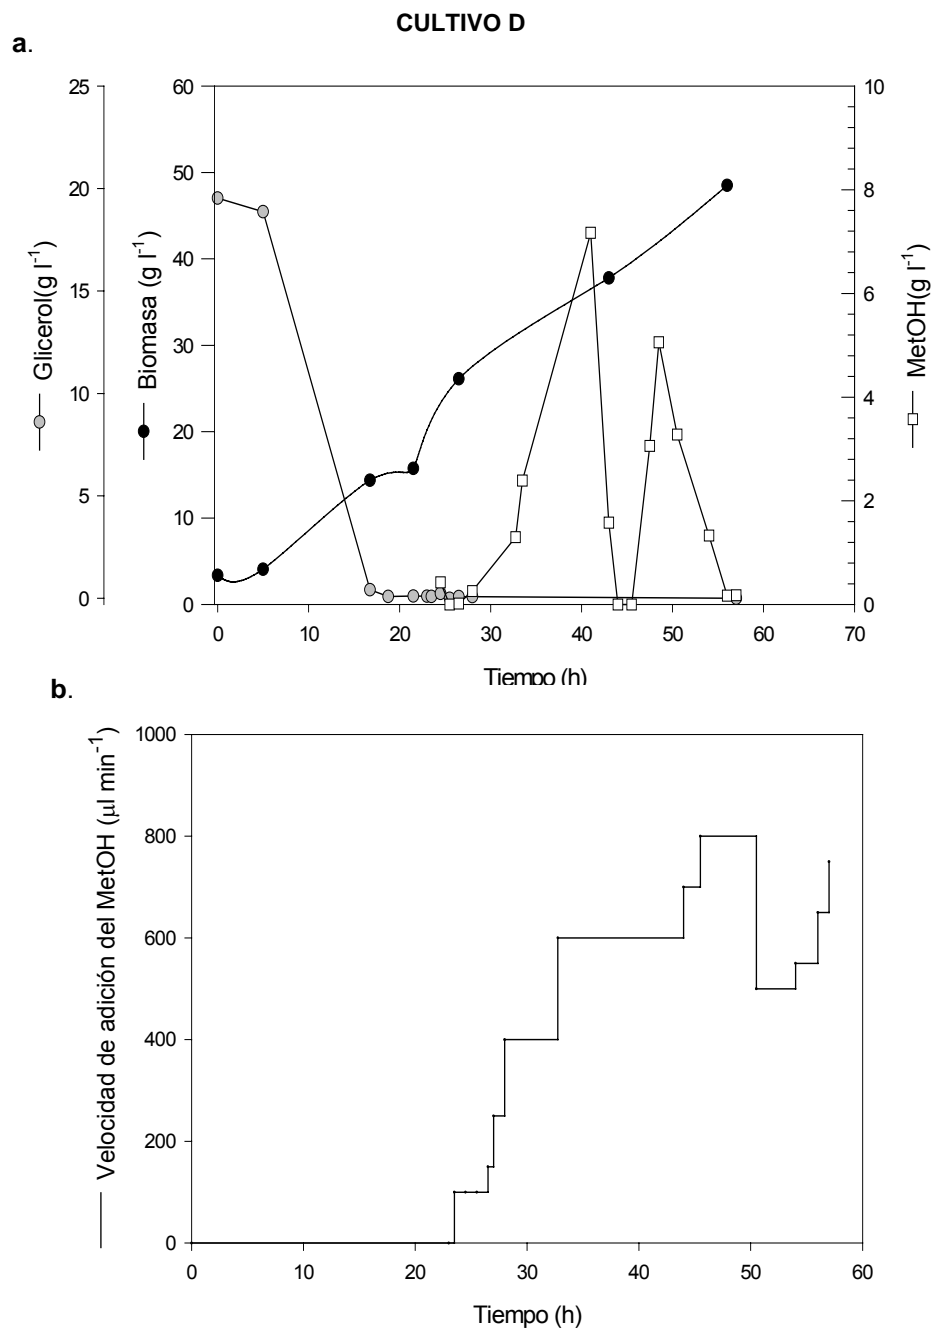 CULTIVO D
a.
Glicerol(g l⁻¹)
25
20
15
10
5
0
Biomasa (g l⁻¹)
60
50
40
30
20
10
0
MetOH(g l⁻¹)
10
8
6
4
2
0
0 10 20 30 40 50 60 70
Tiempo (h)
b.
Velocidad de adición del MetOH (µl min⁻¹)
1000
800
600
400
200
0
0 10 20 30 40 50 60
Tiempo (h)